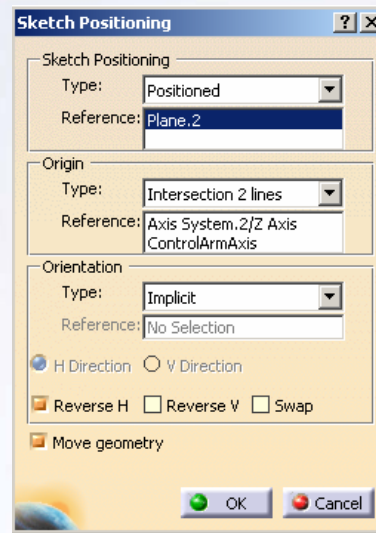 Sketch Positioning
Sketch Positioning
Type: Positioned
Reference: Plane.2
Origin
Type: Intersection 2 lines
Reference: Axis System.2/Z Axis
ControlArmAxis
Orientation
Type: Implicit
Reference: No Selection
H Direction V Direction
Reverse H Reverse V Swap
Move geometry
OK Cancel